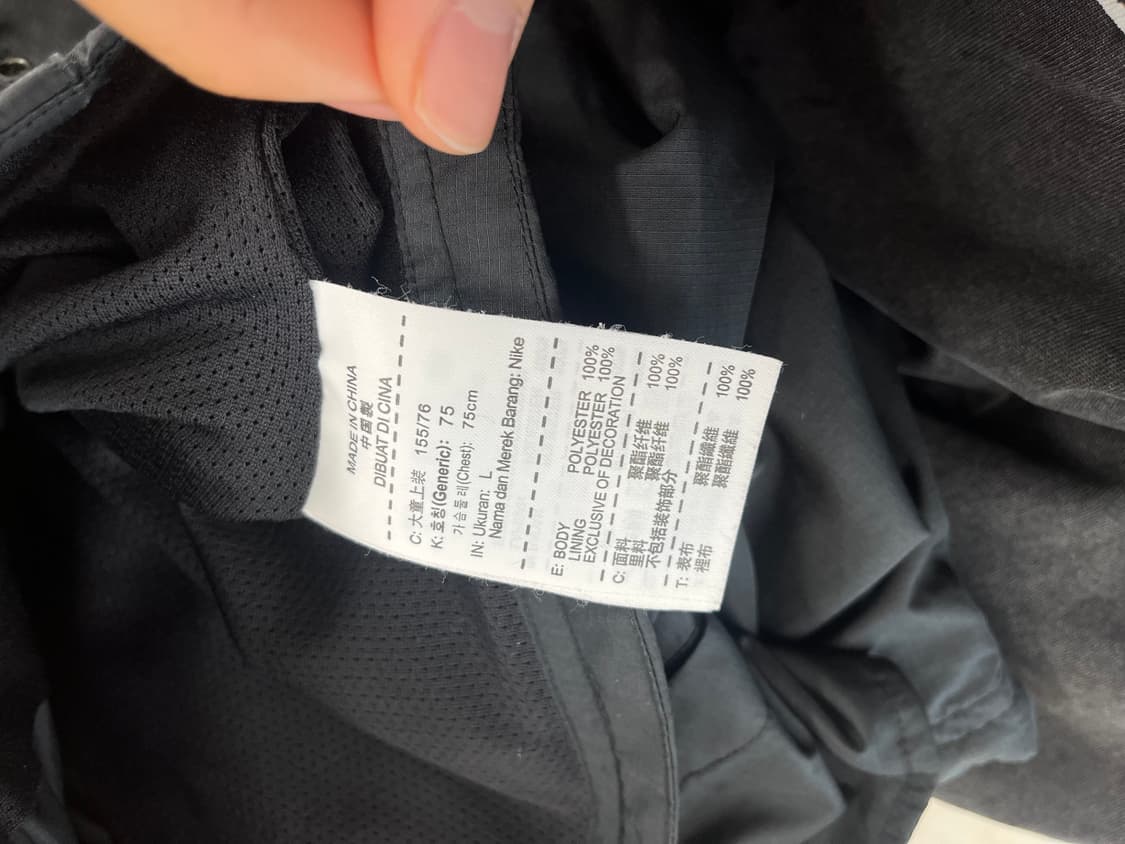 MADE IN CHINA
中国製
DIBUAT DI CINA
C: 大童上装 155/76
K: 호칭(Generic): 75
가슴둘레(Chest): 75cm
IN: Ukuran: L
Nama dan Merek Barang: Nike
E: BODY POLYESTER 100%
LINING POLYESTER 100%
EXCLUSIVE OF DECORATION
C: 面料 聚酯纤维 100%
里料 聚酯纤维 100%
不包括装饰部分
T: 表布 聚酯纖維 100%
裡布 聚酯纖維 100%